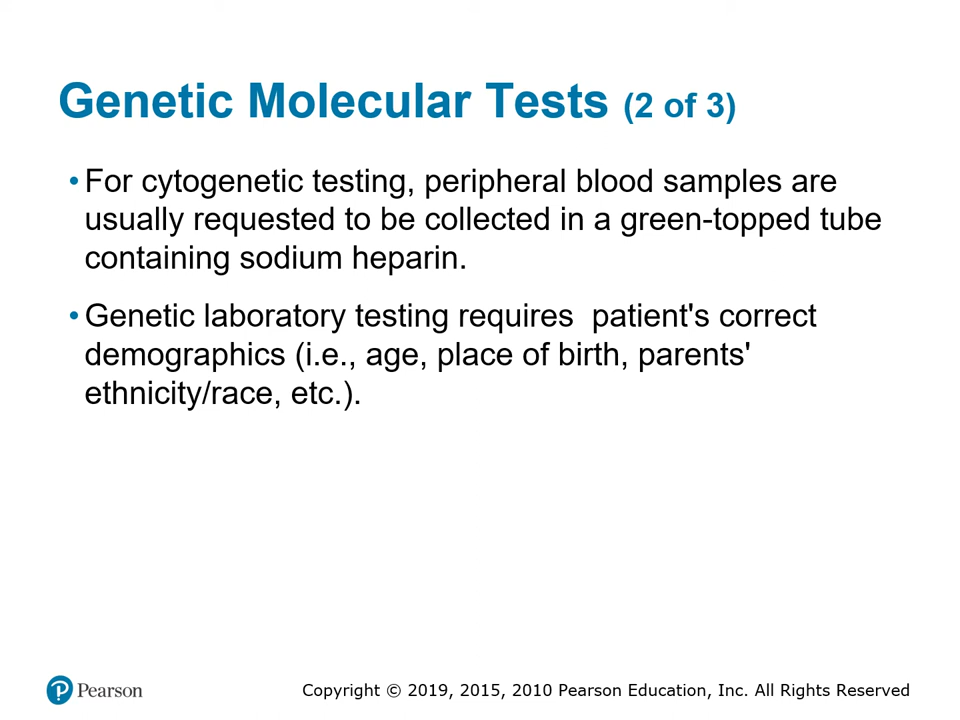 Genetic Molecular Tests (2 of 3)
• For cytogenetic testing, peripheral blood samples are
usually requested to be collected in a green-topped tube
containing sodium heparin.
• Genetic laboratory testing requires  patient's correct
demographics (i.e., age, place of birth, parents'
ethnicity/race, etc.).
Pearson
Copyright © 2019, 2015, 2010 Pearson Education, Inc. All Rights Reserved